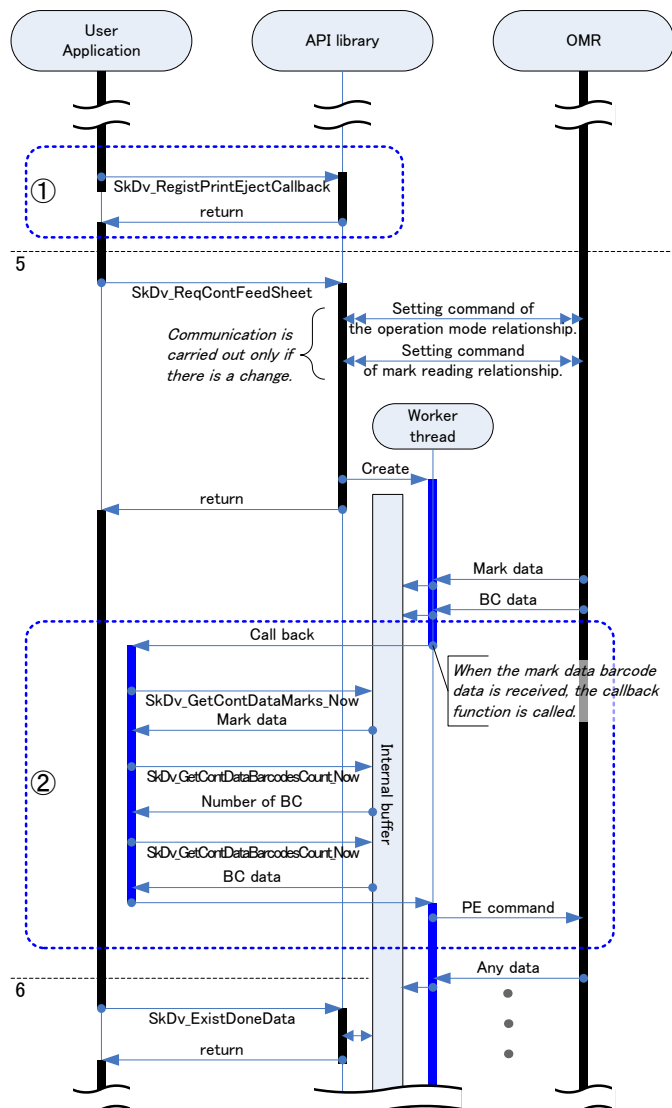 User
Application
API library
OMR
①
SkDv_RegistPrintEjectCallback
return
5
SkDv_ReqContFeedSheet
Setting command of
the operation mode relationship.
Communication is
carried out only if
there is a change.
Setting command
of mark reading relationship.
Worker
thread
Create
return
Mark data
BC data
Call back
When the mark data barcode
data is received, the callback
function is called.
SkDv_GetContDataMarks_Now
Mark data
Internal buffer
②
SkDv_GetContDataBarcodesCount_Now
Number of BC
SkDv_GetContDataBarcodesCount_Now
BC data
PE command
Any data
6
SkDv_ExistDoneData
return